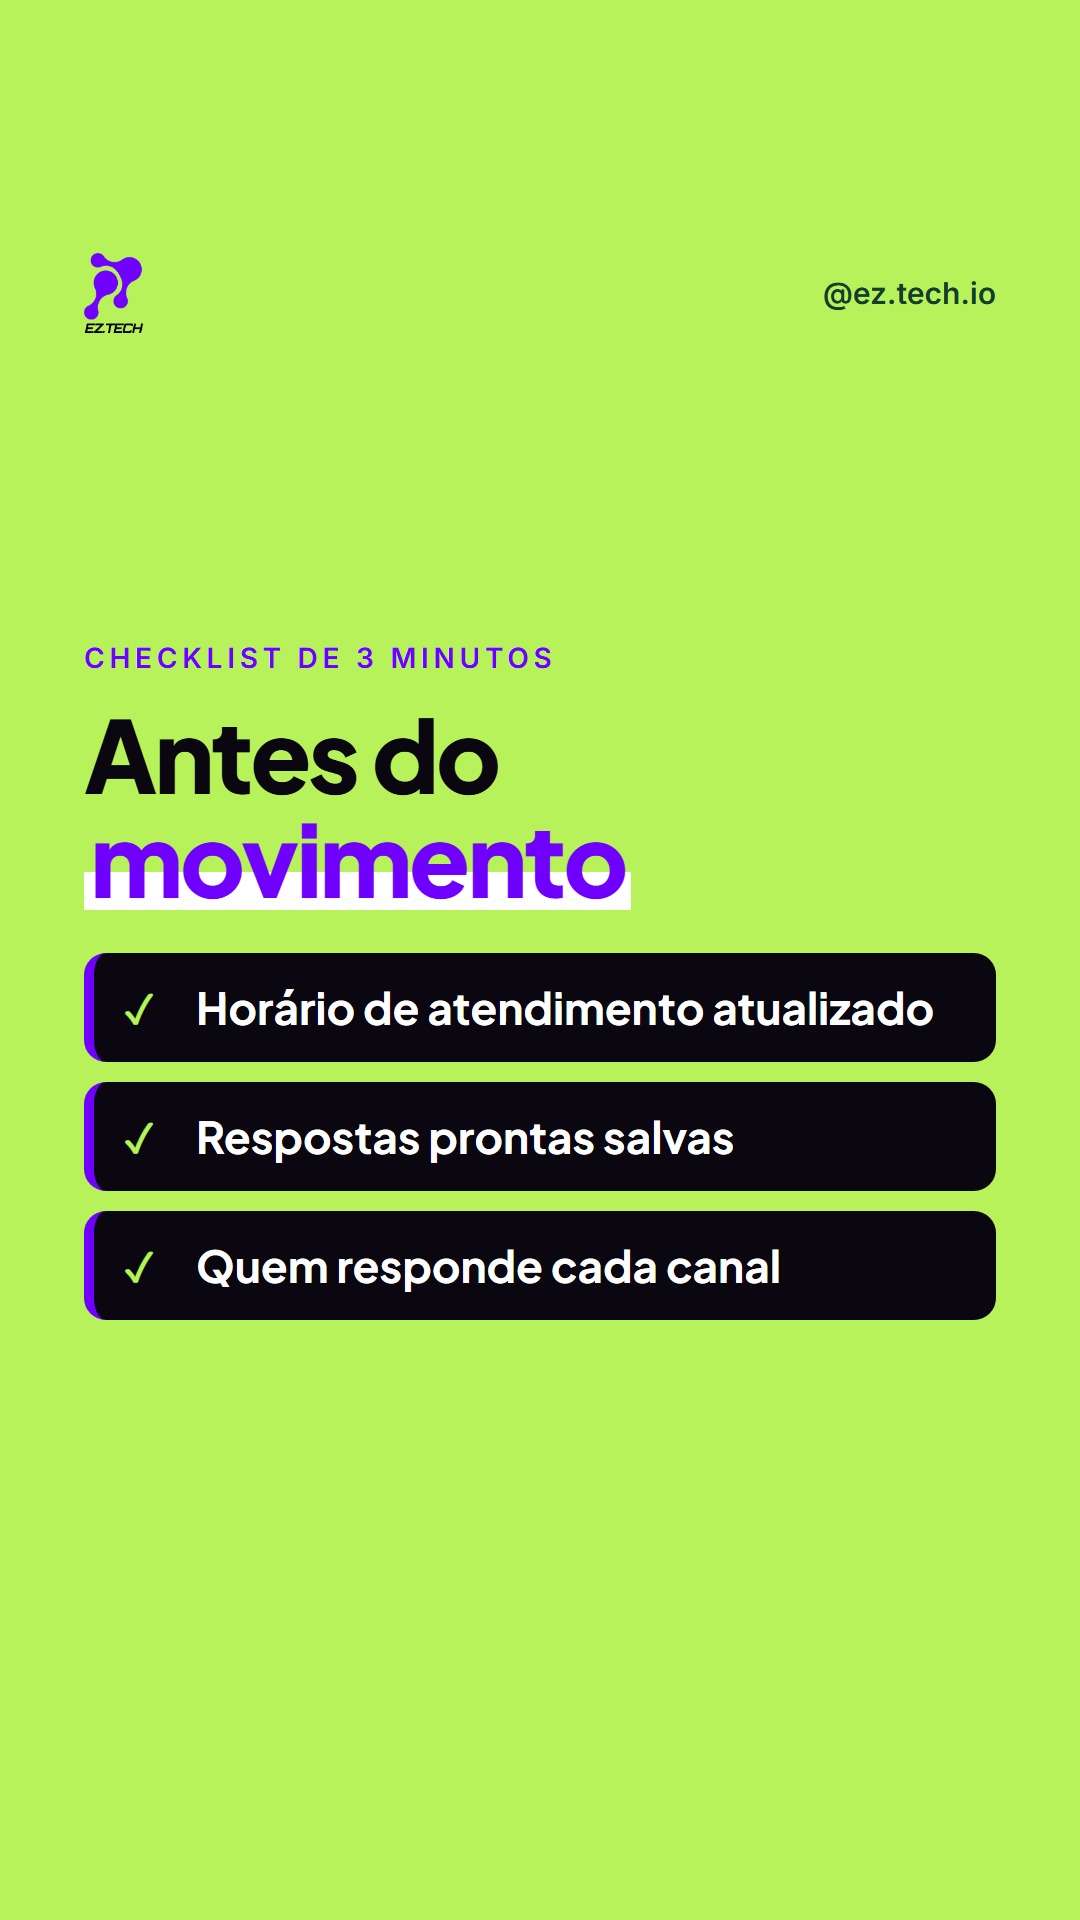 EZ.TECH
@ez.tech.io
CHECKLIST DE 3 MINUTOS
Antes do
movimento
✓ Horário de atendimento atualizado
✓ Respostas prontas salvas
✓ Quem responde cada canal